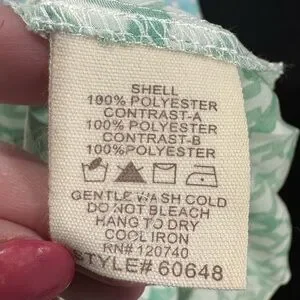 SHELL
100% POLYESTER
CONTRAST-A
100% POLYESTER
CONTRAST-B
100%POLYESTER
GENTLE WASH COLD
DO NOT BLEACH
HANG TO DRY
COOL IRON
RN# 120740
STYLE# 60648